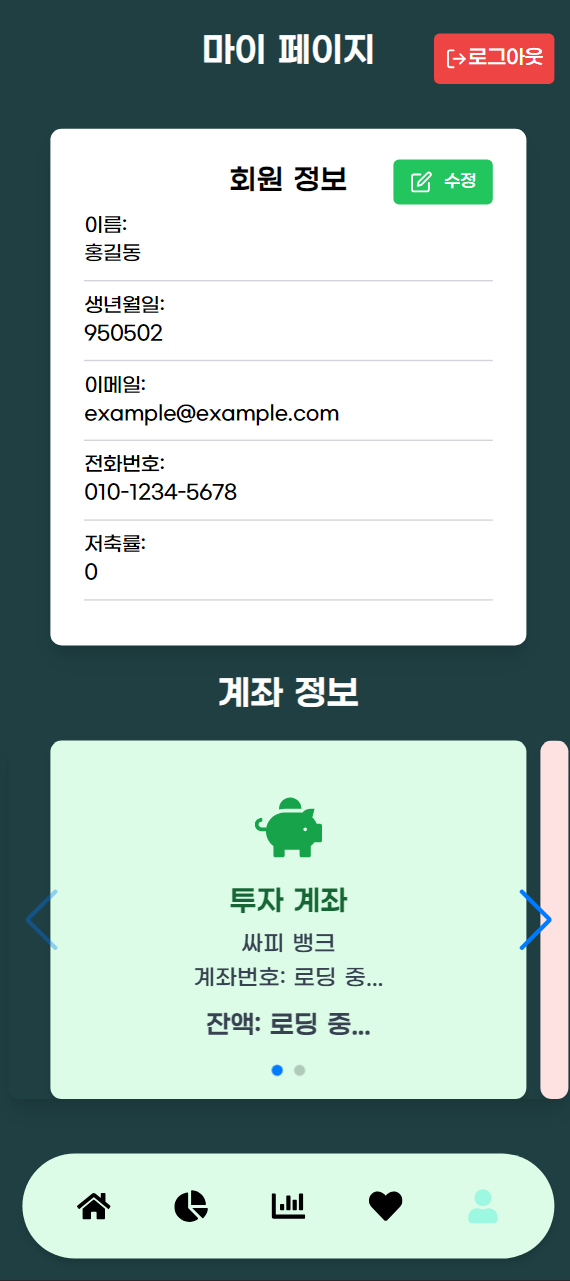 마이 페이지
로그아웃
회원 정보
수정
이름:
홍길동
생년월일:
950502
이메일:
example@example.com
전화번호:
010-1234-5678
저축률:
0
계좌 정보
투자 계좌
싸피 뱅크
계좌번호: 로딩 중...
잔액: 로딩 중...